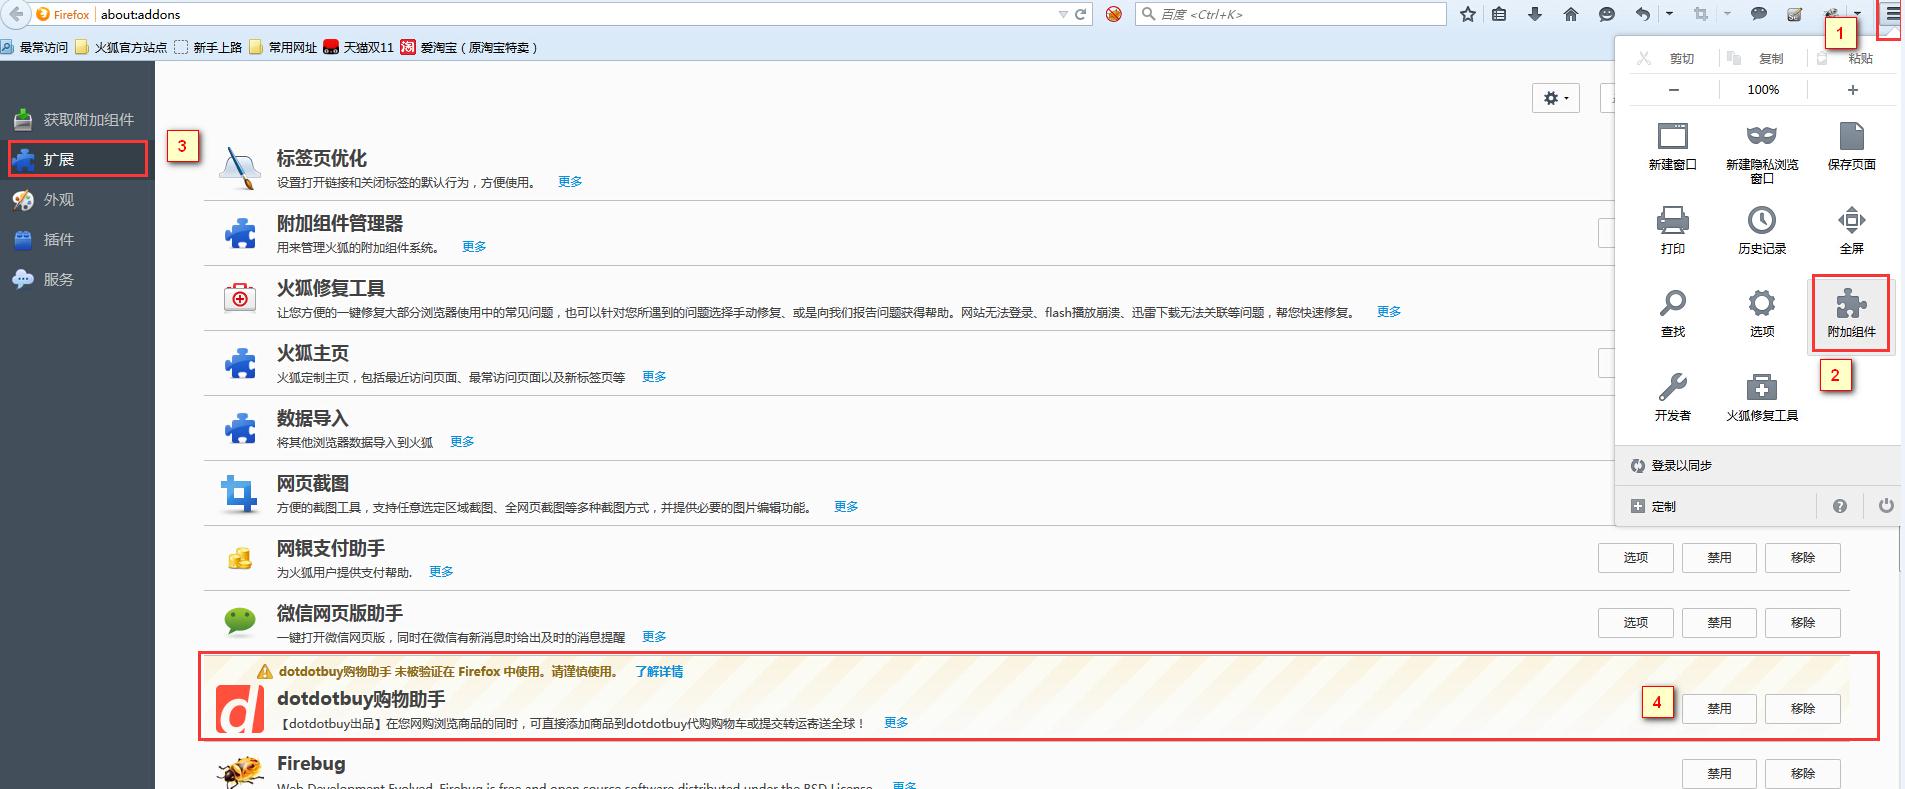 Firefox
about:addons
百度 <Ctrl+K>
最常访问 火狐官方站点 新手上路 常用网址 天猫双11 淘 爱淘宝（原淘宝特卖）
1
剪切 复制 粘贴
− 100% +
新建窗口
新建隐私浏览
窗口
保存页面
打印
历史记录
全屏
查找
选项
附加组件
2
开发者
火狐修复工具
登录以同步
定制
获取附加组件
扩展
外观
插件
服务
3
标签页优化
设置打开链接和关闭标签的默认行为，方便使用。 更多
附加组件管理器
用来管理火狐的附加组件系统。 更多
火狐修复工具
让您方便的一键修复大部分浏览器使用中的常见问题，也可以针对您所遇到的问题选择手动修复、或是向我们报告问题获得帮助。网站无法登录、flash播放崩溃、迅雷下载无法关联等问题，帮您快速修复。 更多
火狐主页
火狐定制主页，包括最近访问页面、最常访问页面以及新标签页等 更多
数据导入
将其他浏览器数据导入到火狐 更多
网页截图
方便的截图工具，支持任意选定区域截图、全网页截图等多种截图方式，并提供必要的图片编辑功能。 更多
网银支付助手
为火狐用户提供支付帮助. 更多
选项 禁用 移除
微信网页版助手
一键打开微信网页版，同时在微信有新消息时给出及时的消息提醒 更多
选项 禁用 移除
dotdotbuy购物助手 未被验证在 Firefox 中使用。请谨慎使用。 了解详情
d
dotdotbuy购物助手
【dotdotbuy出品】在您网购浏览商品的同时，可直接添加商品到dotdotbuy代购购物车或提交转运寄送全球！ 更多
4
禁用 移除
Firebug
Web Development Evolved. Firebug is free and open source software distributed under the BSD License. 更多
禁用 移除